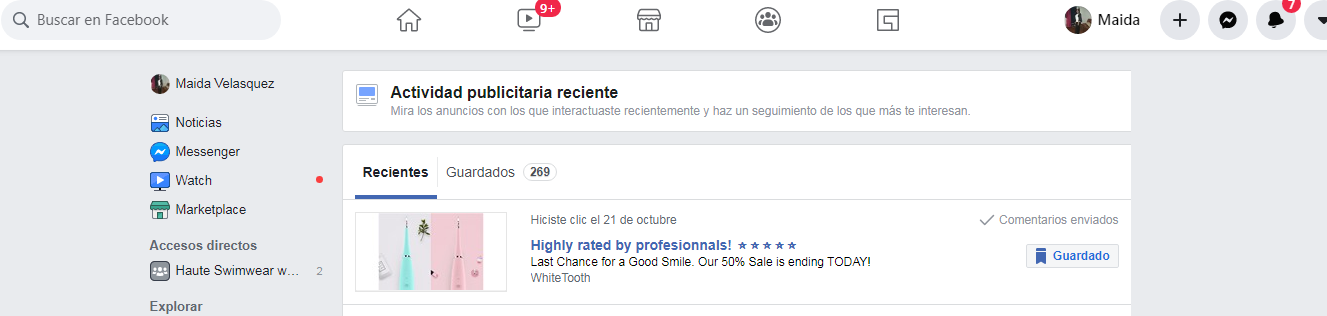 Buscar en Facebook
9+
Maida
7
Maida Velasquez
Noticias
Messenger
Watch
Marketplace
Accesos directos
Haute Swimwear w...
2
Explorar
Actividad publicitaria reciente
Mira los anuncios con los que interactuaste recientemente y haz un seguimiento de los que más te interesan.
Recientes
Guardados
269
Hiciste clic el 21 de octubre
Comentarios enviados
Highly rated by profesionnals! ★★★★★
Last Chance for a Good Smile. Our 50% Sale is ending TODAY!
WhiteTooth
Guardado